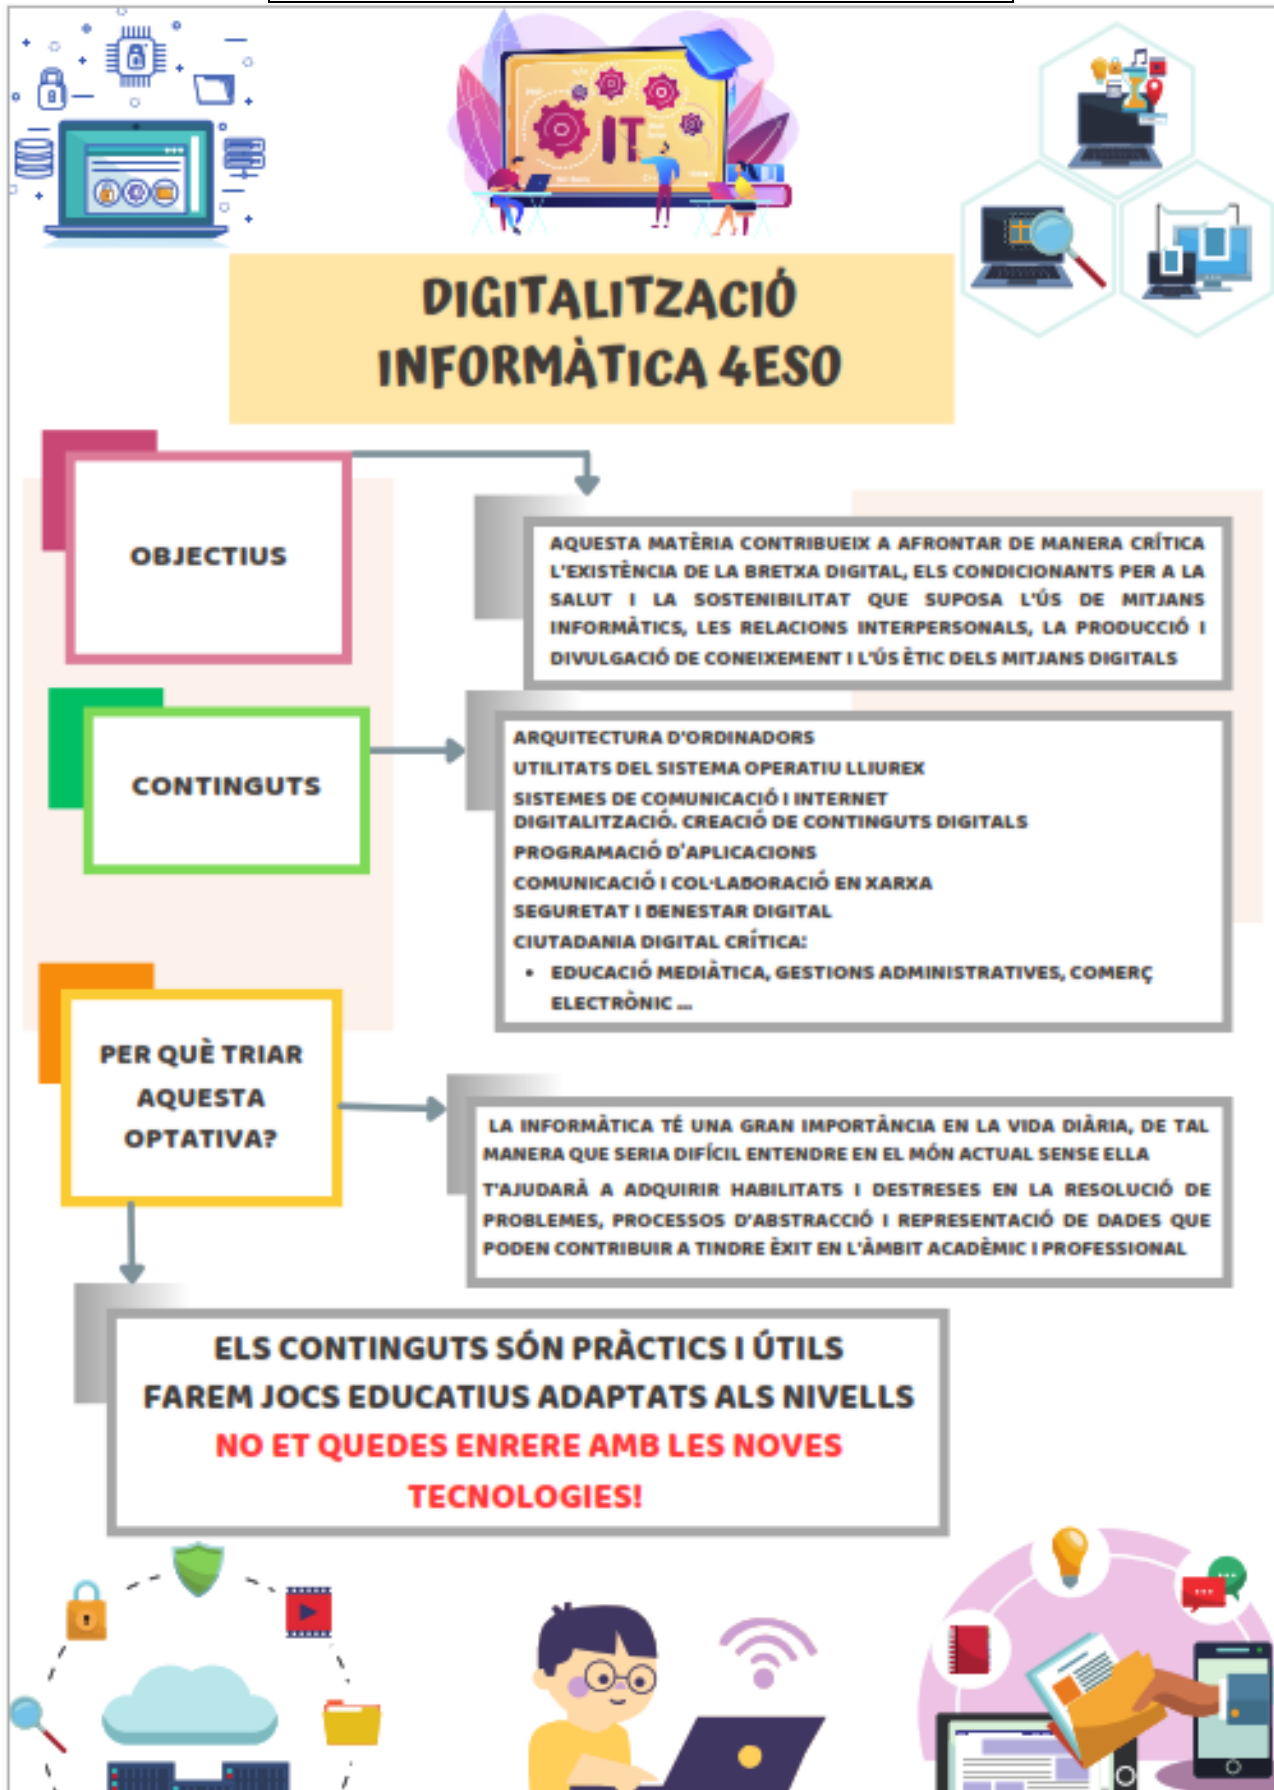 IT
DIGITALITZACIÓ
INFORMÀTICA 4ESO
OBJECTIUS
AQUESTA MATÈRIA CONTRIBUEIX A AFRONTAR DE MANERA CRÍTICA
L'EXISTÈNCIA DE LA BRETXA DIGITAL, ELS CONDICIONANTS PER A LA
SALUT I LA SOSTENIBILITAT QUE SUPOSA L'ÚS DE MITJANS
INFORMÀTICS, LES RELACIONS INTERPERSONALS, LA PRODUCCIÓ I
DIVULGACIÓ DE CONEIXEMENT I L'ÚS ÈTIC DELS MITJANS DIGITALS
CONTINGUTS
ARQUITECTURA D'ORDINADORS
UTILITATS DEL SISTEMA OPERATIU LLIUREX
SISTEMES DE COMUNICACIÓ I INTERNET
DIGITALITZACIÓ. CREACIÓ DE CONTINGUTS DIGITALS
PROGRAMACIÓ D'APLICACIONS
COMUNICACIÓ I COL·LABORACIÓ EN XARXA
SEGURETAT I BENESTAR DIGITAL
CIUTADANIA DIGITAL CRÍTICA:
• EDUCACIÓ MEDIÀTICA, GESTIONS ADMINISTRATIVES, COMERÇ
ELECTRÒNIC ...
PER QUÈ TRIAR
AQUESTA
OPTATIVA?
LA INFORMÀTICA TÉ UNA GRAN IMPORTÀNCIA EN LA VIDA DIÀRIA, DE TAL
MANERA QUE SERIA DIFÍCIL ENTENDRE EN EL MÓN ACTUAL SENSE ELLA
T'AJUDARÀ A ADQUIRIR HABILITATS I DESTRESES EN LA RESOLUCIÓ DE
PROBLEMES, PROCESSOS D'ABSTRACCIÓ I REPRESENTACIÓ DE DADES QUE
PODEN CONTRIBUIR A TINDRE ÈXIT EN L'ÀMBIT ACADÈMIC I PROFESSIONAL
ELS CONTINGUTS SÓN PRÀCTICS I ÚTILS
FAREM JOCS EDUCATIUS ADAPTATS ALS NIVELLS
NO ET QUEDES ENRERE AMB LES NOVES
TECNOLOGIES!